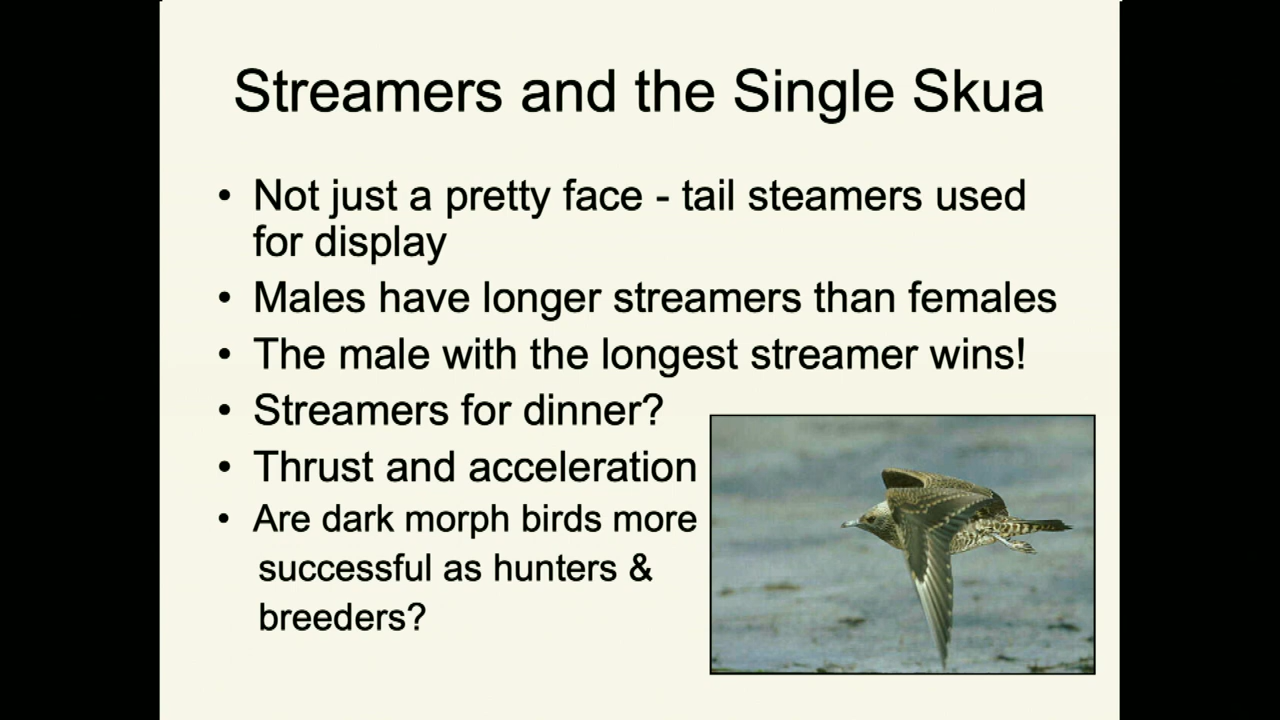 Streamers and the Single Skua
• Not just a pretty face - tail steamers used
for display
• Males have longer streamers than females
• The male with the longest streamer wins!
• Streamers for dinner?
• Thrust and acceleration
• Are dark morph birds more
successful as hunters &
breeders?